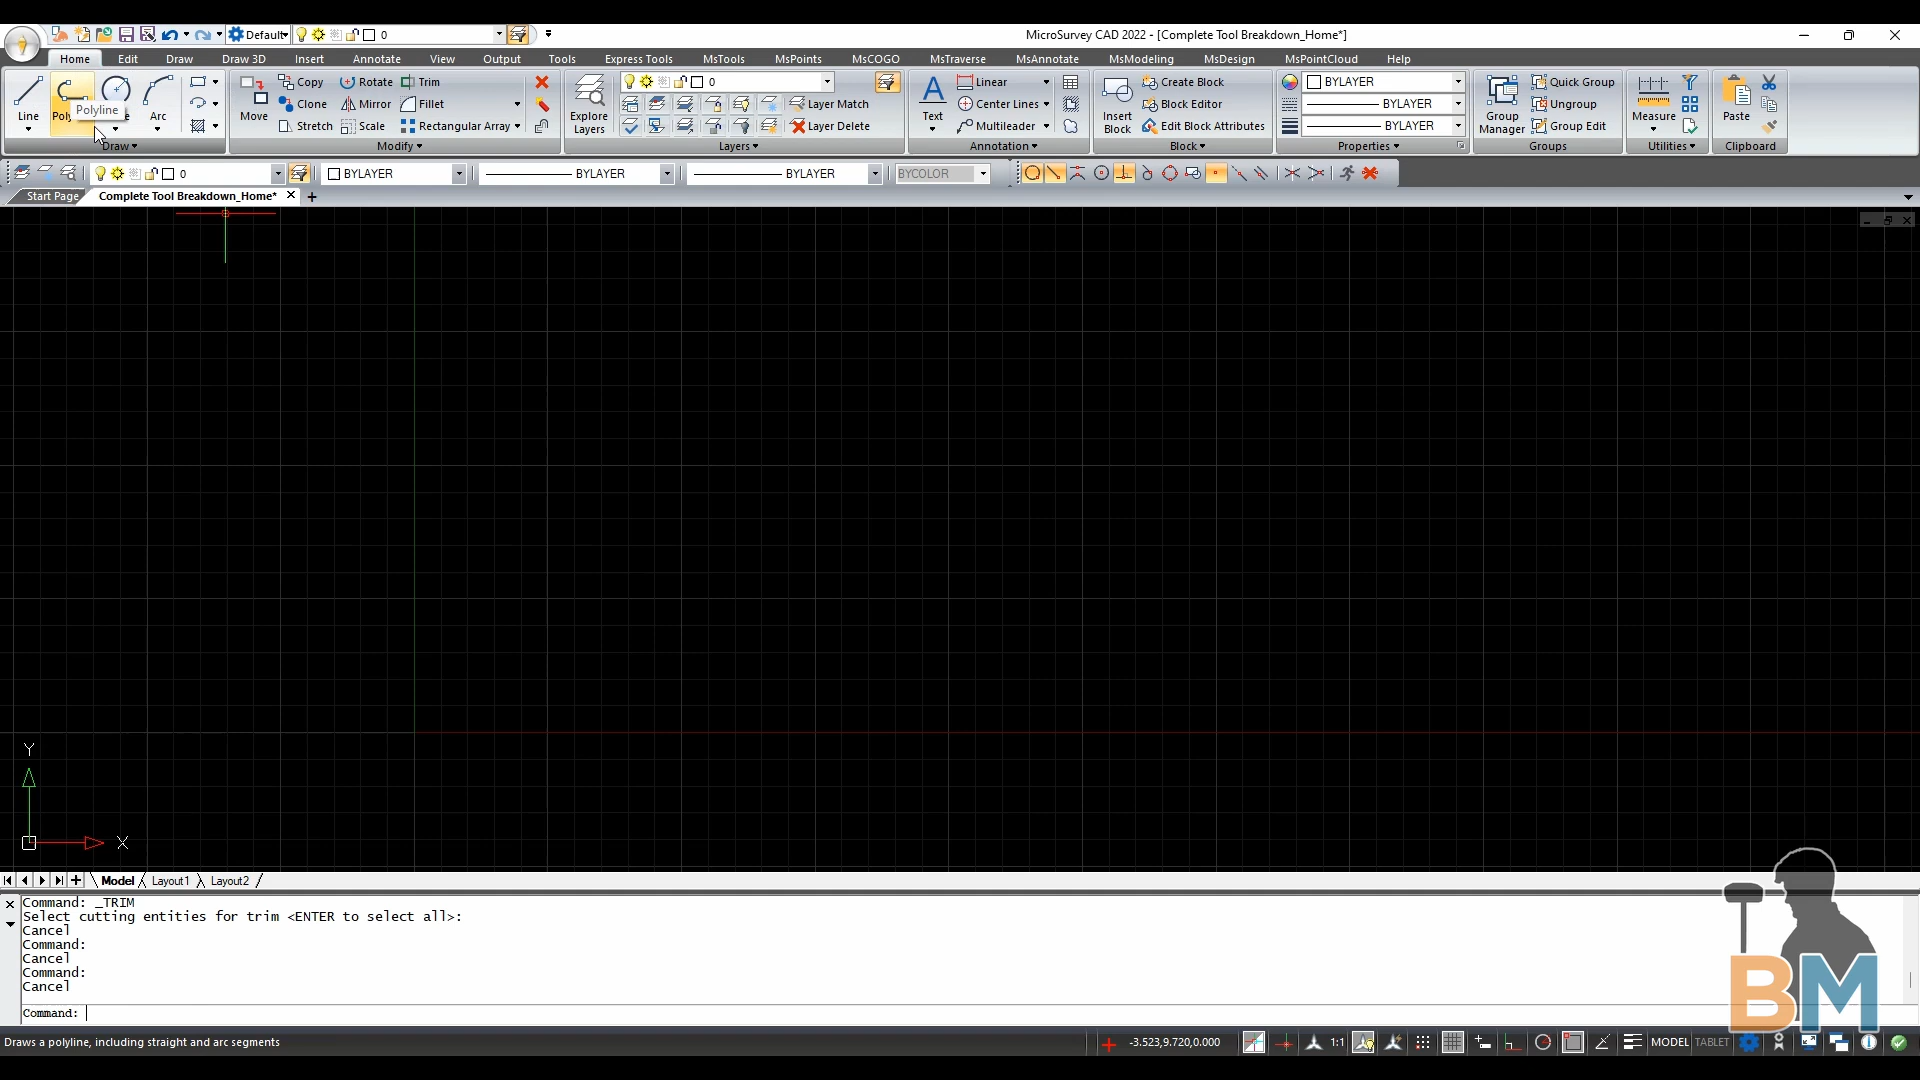 Default 0 MicroSurvey CAD 2022 - [Complete Tool Breakdown_Home*]
Home Edit Draw Draw 3D Insert Annotate View Output Tools Express Tools MsTools MsPoints MsCOGO MsTraverse MsAnnotate MsModeling MsDesign MsPointCloud Help
Copy Rotate Trim 0 Linear Create Block BYLAYER Quick Group
Clone Mirror Fillet Layer Match Center Lines Block Editor BYLAYER Ungroup
Polyline
Line Arc Move Explore Layers Text Insert Block Group Manager Measure Paste
Stretch Scale Rectangular Array Layer Delete Multileader Edit Block Attributes BYLAYER Group Edit
Draw Modify Layers Annotation Block Properties Groups Utilities Clipboard
0 BYLAYER BYLAYER BYLAYER BYCOLOR
Start Page Complete Tool Breakdown_Home*
Y
X
Model Layout1 Layout2
Command: _TRIM
Select cutting entities for trim <ENTER to select all>:
Cancel
Command:
Cancel
Command:
Cancel
Command:
BM
Draws a polyline, including straight and arc segments -3.523,9.720,0.000 1:1 MODEL TABLET